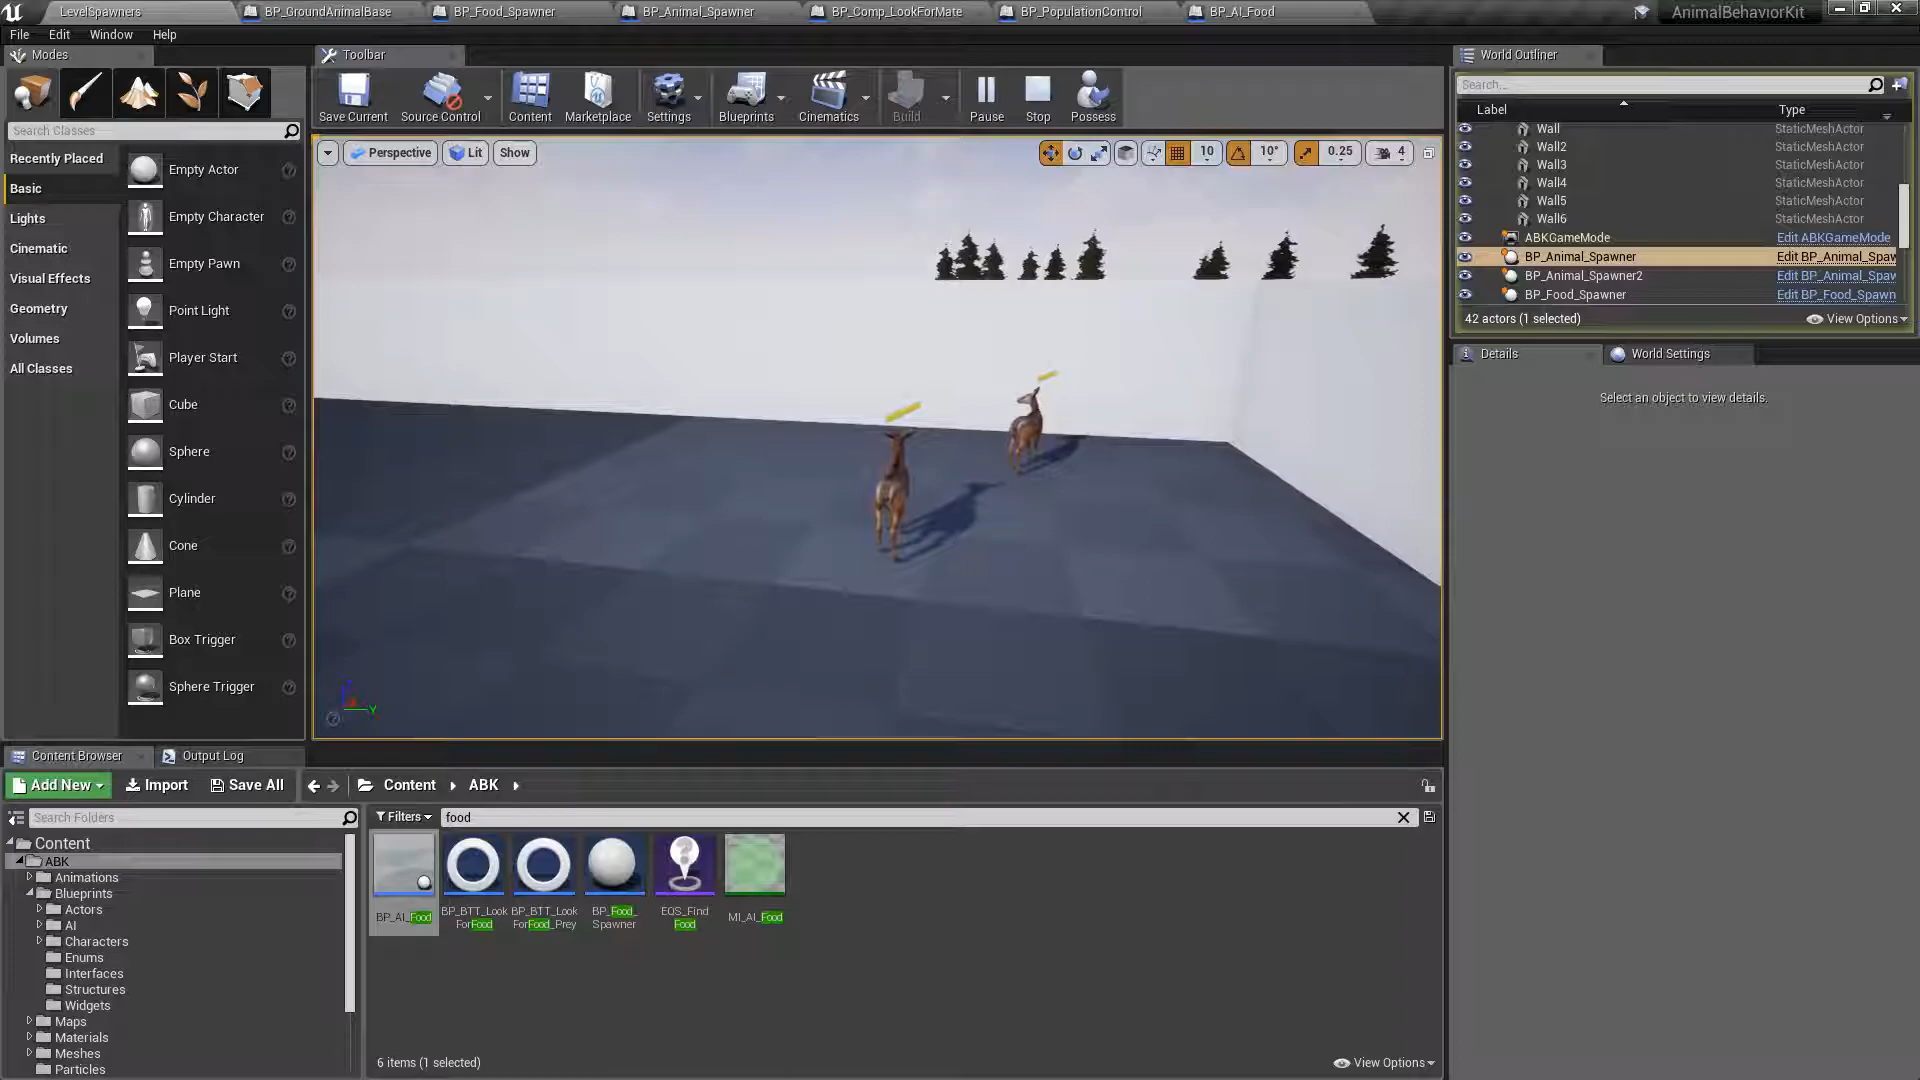 LevelSpawners
BP_GroundAnimalBase
BP_Food_Spawner
BP_Animal_Spawner
BP_Comp_LookForMate
BP_PopulationControl
BP_AI_Food
AnimalBehaviorKit
File
Edit
Window
Help
Modes
Search Classes
Recently Placed
Basic
Lights
Cinematic
Visual Effects
Geometry
Volumes
All Classes
Empty Actor
Empty Character
Empty Pawn
Point Light
Player Start
Cube
Sphere
Cylinder
Cone
Plane
Box Trigger
Sphere Trigger
Toolbar
Save Current
Source Control
Content
Marketplace
Settings
Blueprints
Cinematics
Build
Pause
Stop
Possess
Perspective
Lit
Show
10
10°
0.25
4
Y
World Outliner
Search...
Label
Type
Wall
StaticMeshActor
Wall2
StaticMeshActor
Wall3
StaticMeshActor
Wall4
StaticMeshActor
Wall5
StaticMeshActor
Wall6
StaticMeshActor
ABKGameMode
Edit ABKGameMode
BP_Animal_Spawner
Edit BP_Animal_Spaw
BP_Animal_Spawner2
Edit BP_Animal_Spaw
BP_Food_Spawner
Edit BP_Food_Spawn
42 actors (1 selected)
View Options
Details
World Settings
Select an object to view details.
Content Browser
Output Log
Add New
Import
Save All
Content
ABK
Search Folders
Content
ABK
Animations
Blueprints
Actors
AI
Characters
Enums
Interfaces
Structures
Widgets
Maps
Materials
Meshes
Particles
Filters
food
BP_AI_Food
BP_BTT_Look
ForFood
BP_BTT_Look
ForFood_Prey
BP_Food_
Spawner
EQS_Find
Food
MI_AI_Food
6 items (1 selected)
View Options